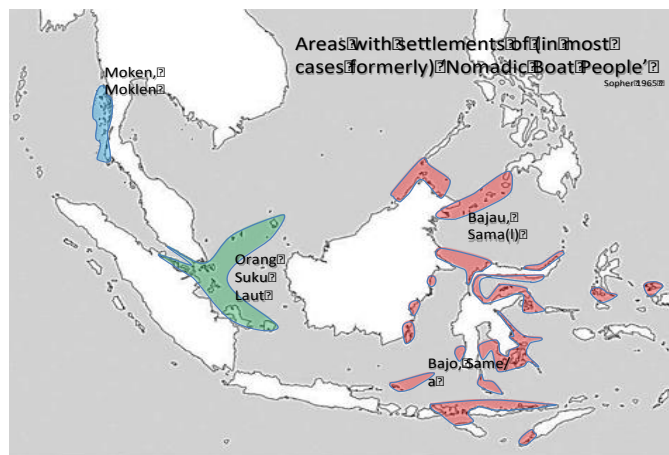 Areas with settlements of (in most
cases formerly) 'Nomadic Boat People'
Sopher 1965
Moken,
Moklen
Bajau,
Sama(l)
Orang
Suku
Laut
Bajo, Same/
a